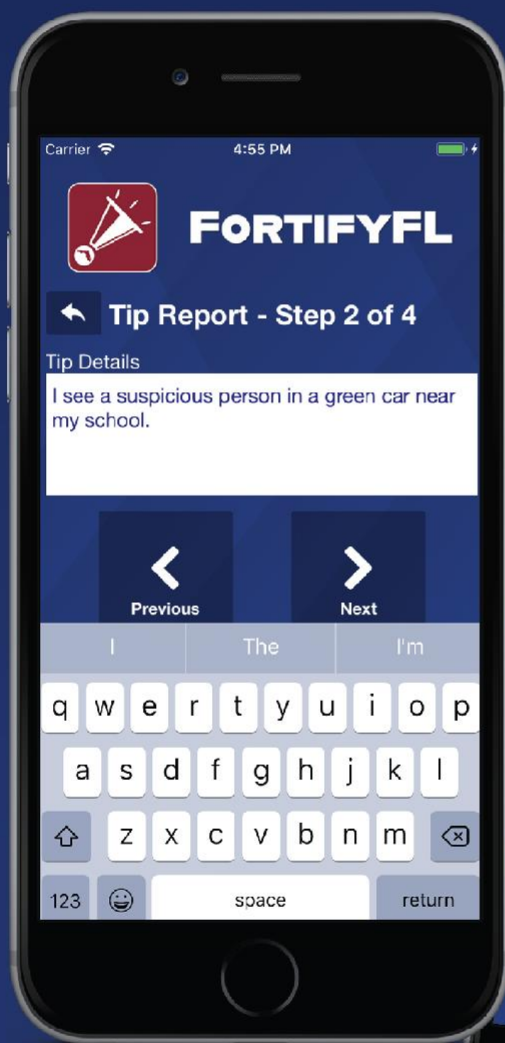 Carrier 4:55 PM
FORTIFYFL
Tip Report - Step 2 of 4
Tip Details
I see a suspicious person in a green car near
my school.
Previous Next
I The I'm
q w e r t y u i o p
a s d f g h j k l
z x c v b n m
123 space return